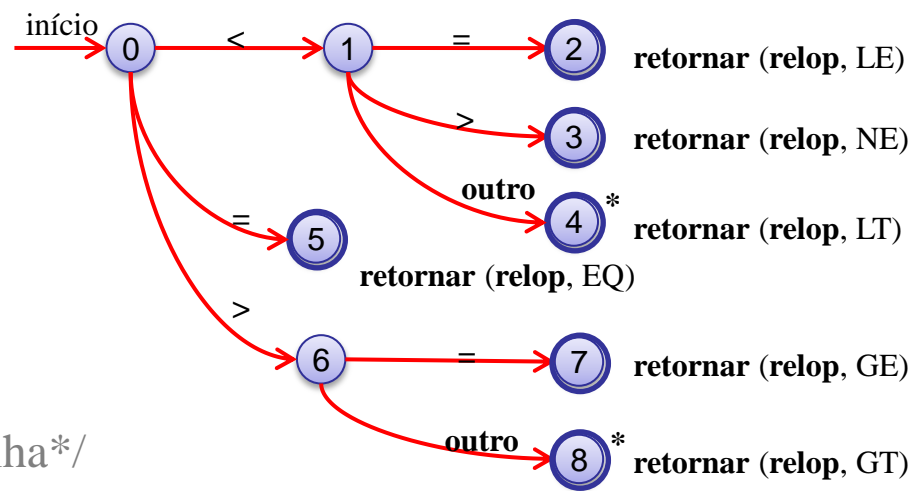 início
0 < 1 = 2 retornar (relop, LE)
> 3 retornar (relop, NE)
outro 4 * retornar (relop, LT)
= 5
retornar (relop, EQ)
>
6 = 7 retornar (relop, GE)
outro 8 * retornar (relop, GT)
ha*/